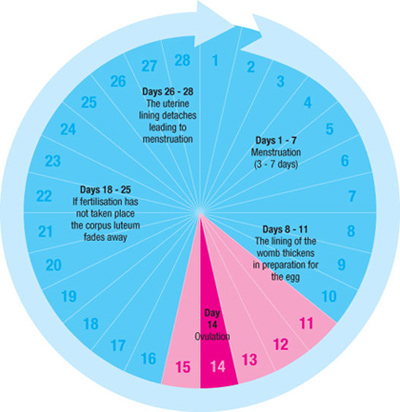 1
2
3
4
5
6
7
8
9
10
11
12
13
14
15
16
17
18
19
20
21
22
23
24
25
26
27
28
Days 1 - 7
Menstruation
(3 - 7 days)
Days 8 - 11
The lining of the
womb thickens
in preparation for
the egg
Day
14
Ovulation
Days 18 - 25
If fertilisation has
not taken place
the corpus luteum
fades away
Days 26 - 28
The uterine
lining detaches
leading to
menstruation